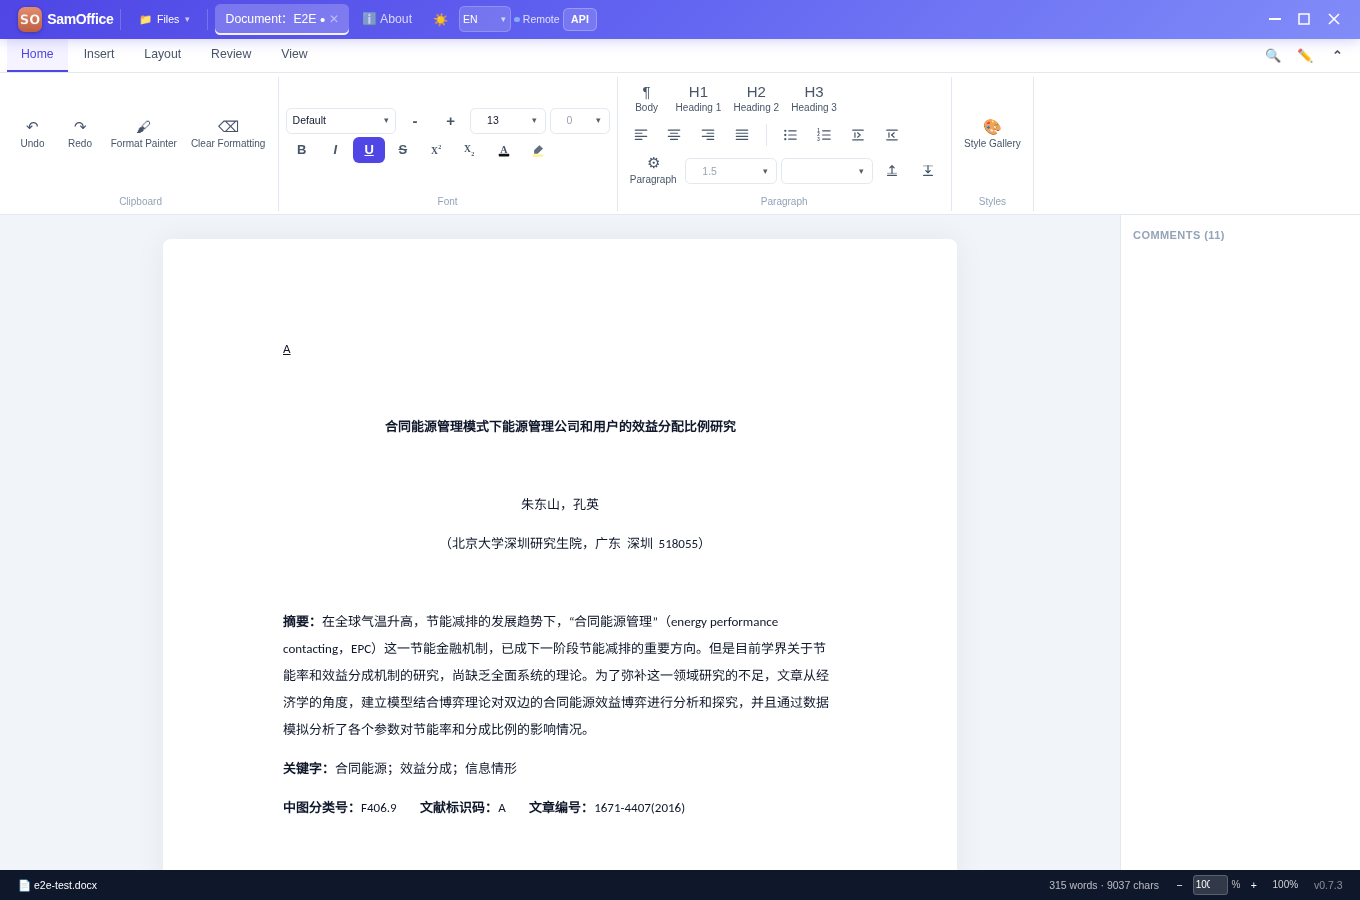 SO SamOffice Files Document：E2E About EN Remote API
Home Insert Layout Review View
Undo Redo Format Painter Clear Formatting
Clipboard
Default - + 13 0
B I U S X² X₂ A
Font
¶ H1 H2 H3
Body Heading 1 Heading 2 Heading 3
Paragraph 1.5
Paragraph
Style Gallery
Styles
COMMENTS (11)
A
合同能源管理模式下能源管理公司和用户的效益分配比例研究
朱东山，孔英
（北京大学深圳研究生院，广东 深圳 518055）
摘要：在全球气温升高，节能减排的发展趋势下，“合同能源管理”（energy performance
contacting，EPC）这一节能金融机制，已成下一阶段节能减排的重要方向。但是目前学界关于节
能率和效益分成机制的研究，尚缺乏全面系统的理论。为了弥补这一领域研究的不足，文章从经
济学的角度，建立模型结合博弈理论对双边的合同能源效益博弈进行分析和探究，并且通过数据
模拟分析了各个参数对节能率和分成比例的影响情况。
关键字：合同能源；效益分成；信息情形
中图分类号：F406.9 文献标识码：A 文章编号：1671-4407(2016)
e2e-test.docx 315 words · 9037 chars − 100 % + 100% v0.7.3